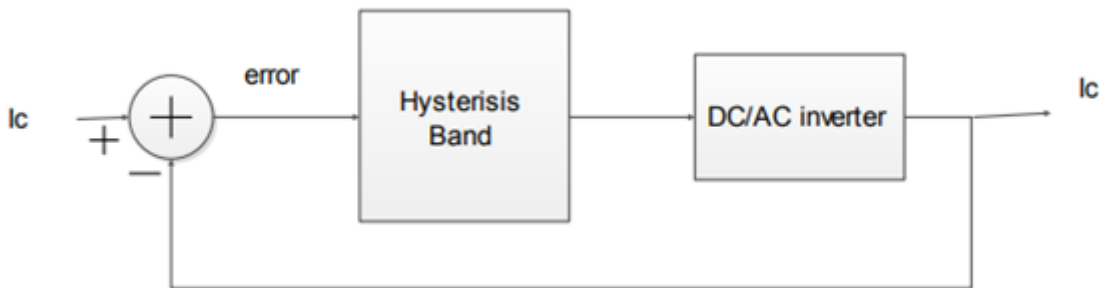 error
Ic
+
+
−
Hysterisis
Band
DC/AC inverter
Ic